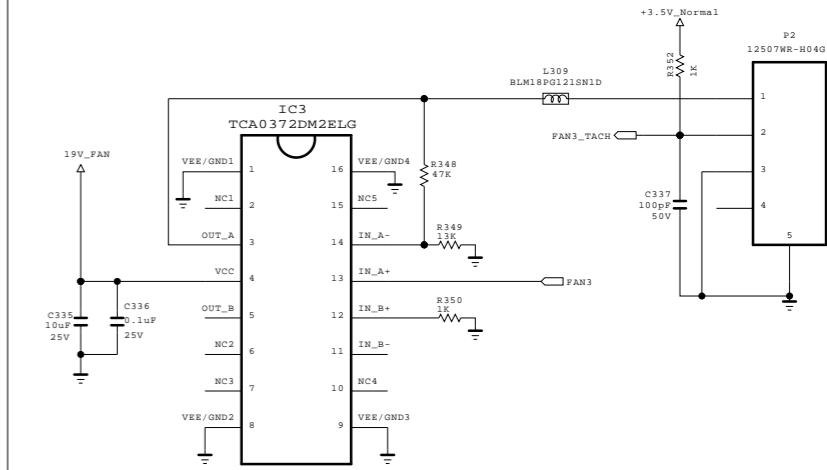 +3.5V_Normal
P2
12507WR-H04G
R352
1K
L309
BLM18PG121SN1D
1
IC3
TCA0372DM2ELG
FAN3_TACH
2
19V_FAN
VEE/GND1
1
16
VEE/GND4
R348
47K
3
NC1
2
15
NC5
C337
100pF
50V
4
OUT_A
3
14
IN_A-
R349
13K
5
VCC
4
13
IN_A+
FAN3
C335
10uF
25V
C336
0.1uF
25V
OUT_B
5
12
IN_B+
R350
1K
NC2
6
11
IN_B-
NC3
7
10
NC4
VEE/GND2
8
9
VEE/GND3